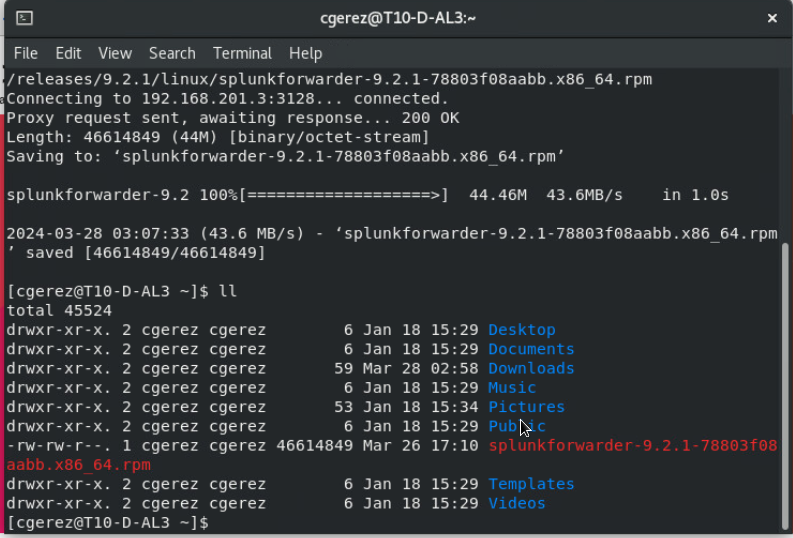 cgerez@T10-D-AL3:~
File Edit View Search Terminal Help
/releases/9.2.1/linux/splunkforwarder-9.2.1-78803f08aabb.x86_64.rpm
Connecting to 192.168.201.3:3128... connected.
Proxy request sent, awaiting response... 200 OK
Length: 46614849 (44M) [binary/octet-stream]
Saving to: ‘splunkforwarder-9.2.1-78803f08aabb.x86_64.rpm’
splunkforwarder-9.2 100%[===================>]  44.46M  43.6MB/s    in 1.0s
2024-03-28 03:07:33 (43.6 MB/s) - ‘splunkforwarder-9.2.1-78803f08aabb.x86_64.rpm
’ saved [46614849/46614849]
[cgerez@T10-D-AL3 ~]$ ll
total 45524
drwxr-xr-x. 2 cgerez cgerez        6 Jan 18 15:29 Desktop
drwxr-xr-x. 2 cgerez cgerez        6 Jan 18 15:29 Documents
drwxr-xr-x. 2 cgerez cgerez       59 Mar 28 02:58 Downloads
drwxr-xr-x. 2 cgerez cgerez        6 Jan 18 15:29 Music
drwxr-xr-x. 2 cgerez cgerez       53 Jan 18 15:34 Pictures
drwxr-xr-x. 2 cgerez cgerez        6 Jan 18 15:29 Public
-rw-rw-r--. 1 cgerez cgerez 46614849 Mar 26 17:10 splunkforwarder-9.2.1-78803f08
aabb.x86_64.rpm
drwxr-xr-x. 2 cgerez cgerez        6 Jan 18 15:29 Templates
drwxr-xr-x. 2 cgerez cgerez        6 Jan 18 15:29 Videos
[cgerez@T10-D-AL3 ~]$